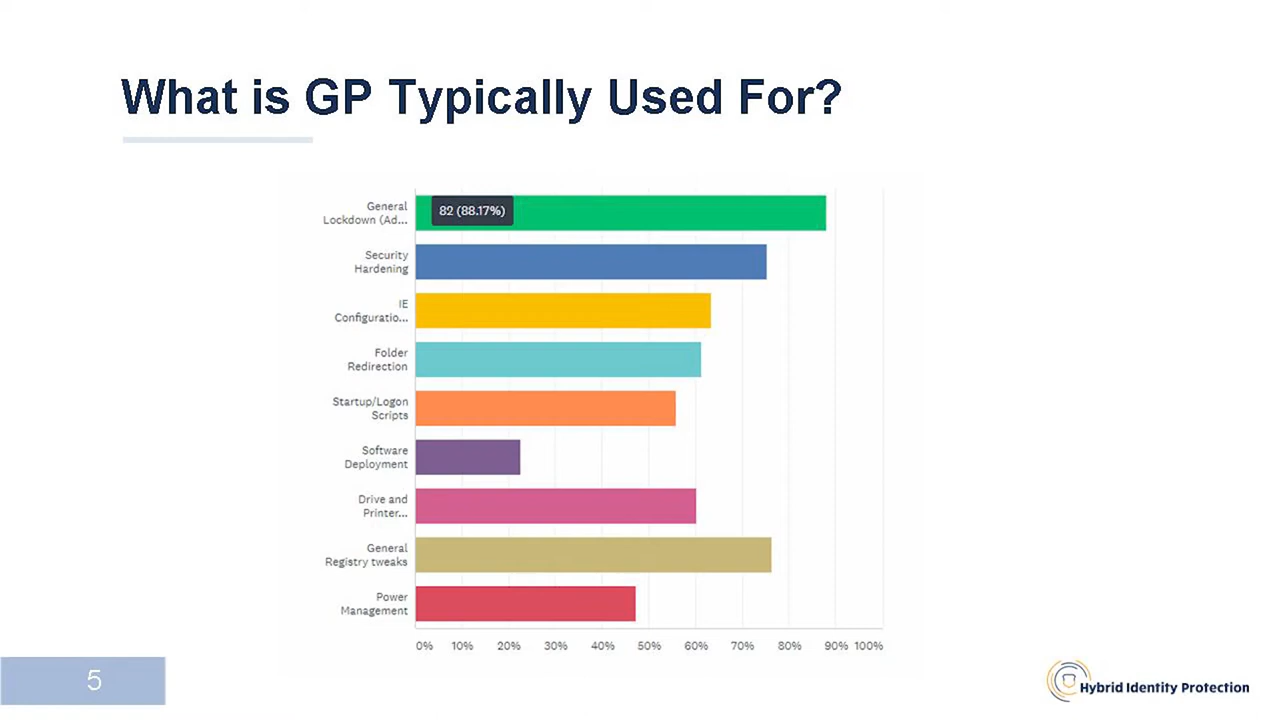 What is GP Typically Used For?
General
Lockdown (Ad...
82 (88.17%)
Security
Hardening
IE
Configuratio...
Folder
Redirection
Startup/Logon
Scripts
Software
Deployment
Drive and
Printer...
General
Registry tweaks
Power
Management
0% 10% 20% 30% 40% 50% 60% 70% 80% 90% 100%
5
Hybrid Identity Protection